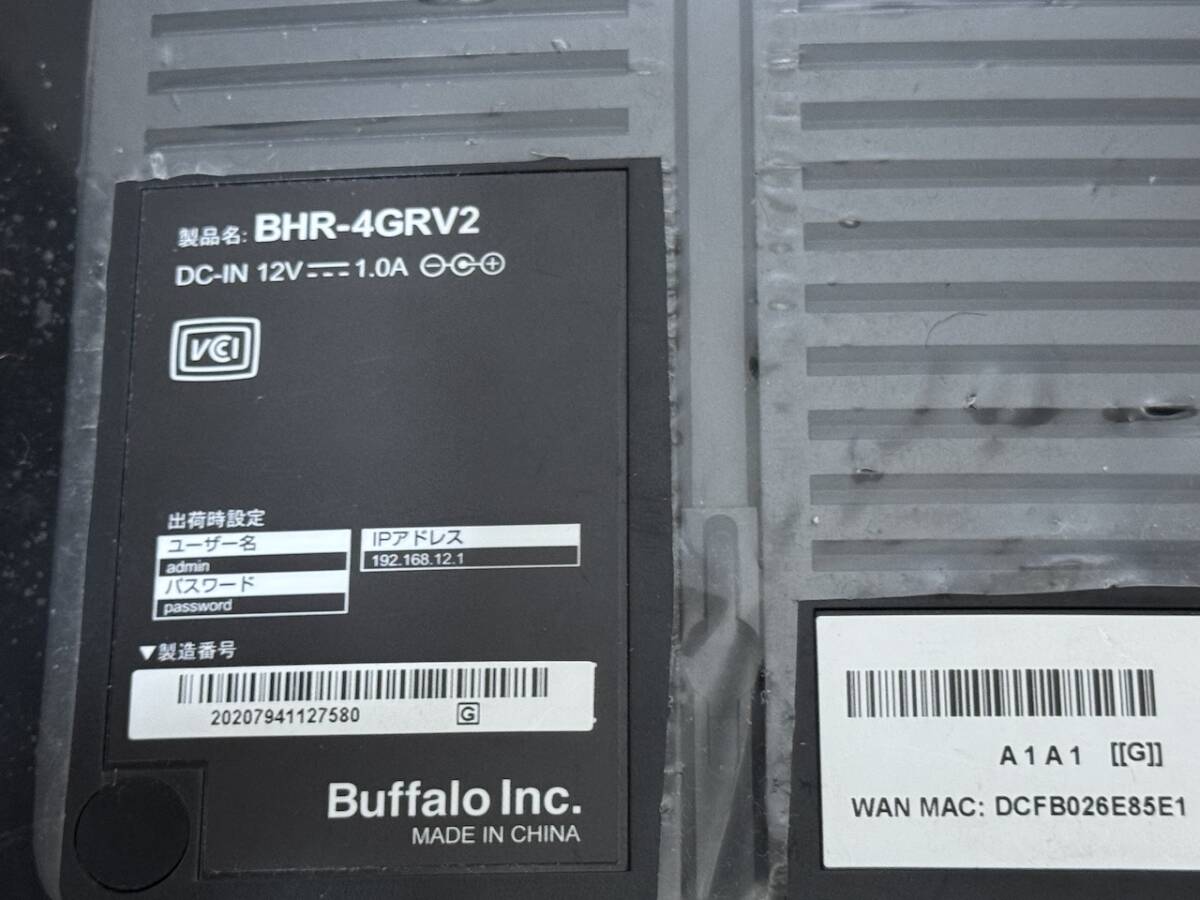 製品名: BHR-4GRV2
DC-IN 12V 1.0A
VCCI
出荷時設定
ユーザー名
admin
パスワード
password
IPアドレス
192.168.12.1
▼製造番号
20207941127580 G
Buffalo Inc.
MADE IN CHINA
A1A1 [[G]]
WAN MAC: DCFB026E85E1